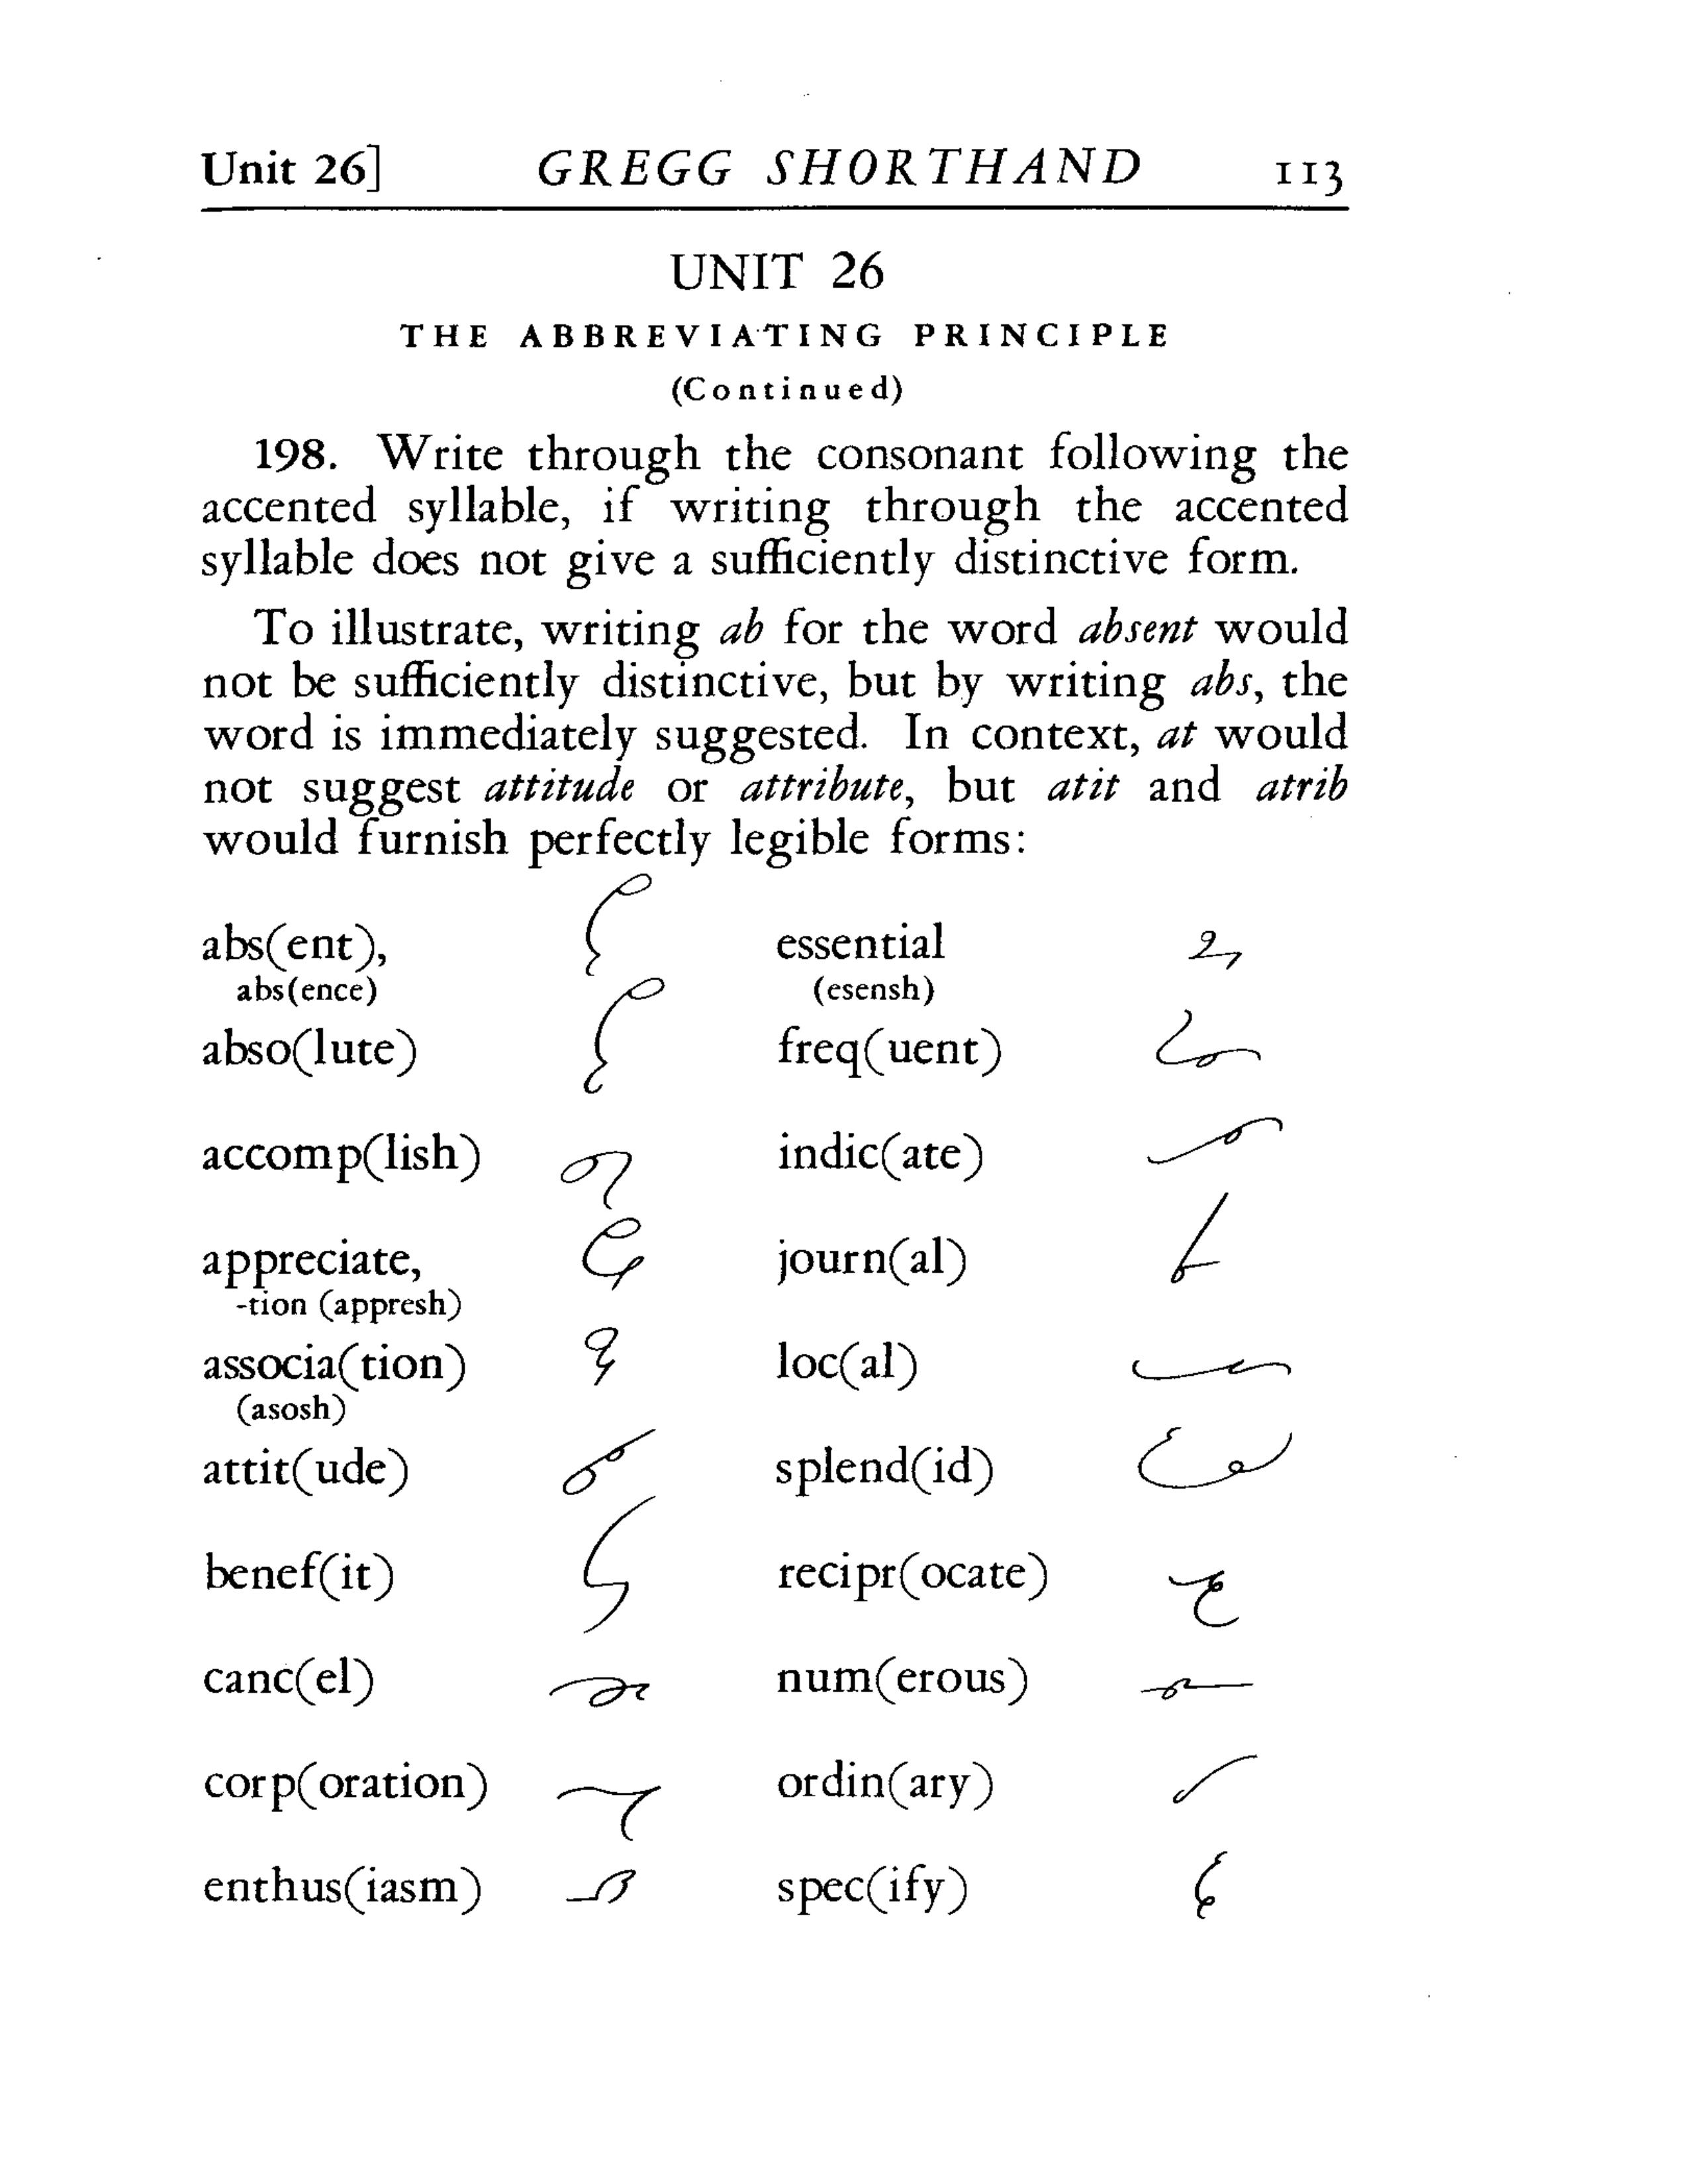 Unit 26] GREGG SHORTHAND 113
UNIT 26
THE ABBREVIATING PRINCIPLE
(Continued)
198. Write through the consonant following the
accented syllable, if writing through the accented
syllable does not give a sufficiently distinctive form.
To illustrate, writing ab for the word absent would
not be sufficiently distinctive, but by writing abs, the
word is immediately suggested. In context, at would
not suggest attitude or attribute, but atit and atrib
would furnish perfectly legible forms:
abs(ent),
abs(ence)
abso(lute)
accomp(lish)
appreciate,
-tion (appresh)
associa(tion)
(asosh)
attit(ude)
benef(it)
canc(el)
corp(oration)
enthus(iasm)
essential
(esensh)
freq(uent)
indic(ate)
journ(al)
loc(al)
splend(id)
recipr(ocate)
num(erous)
ordin(ary)
spec(ify)